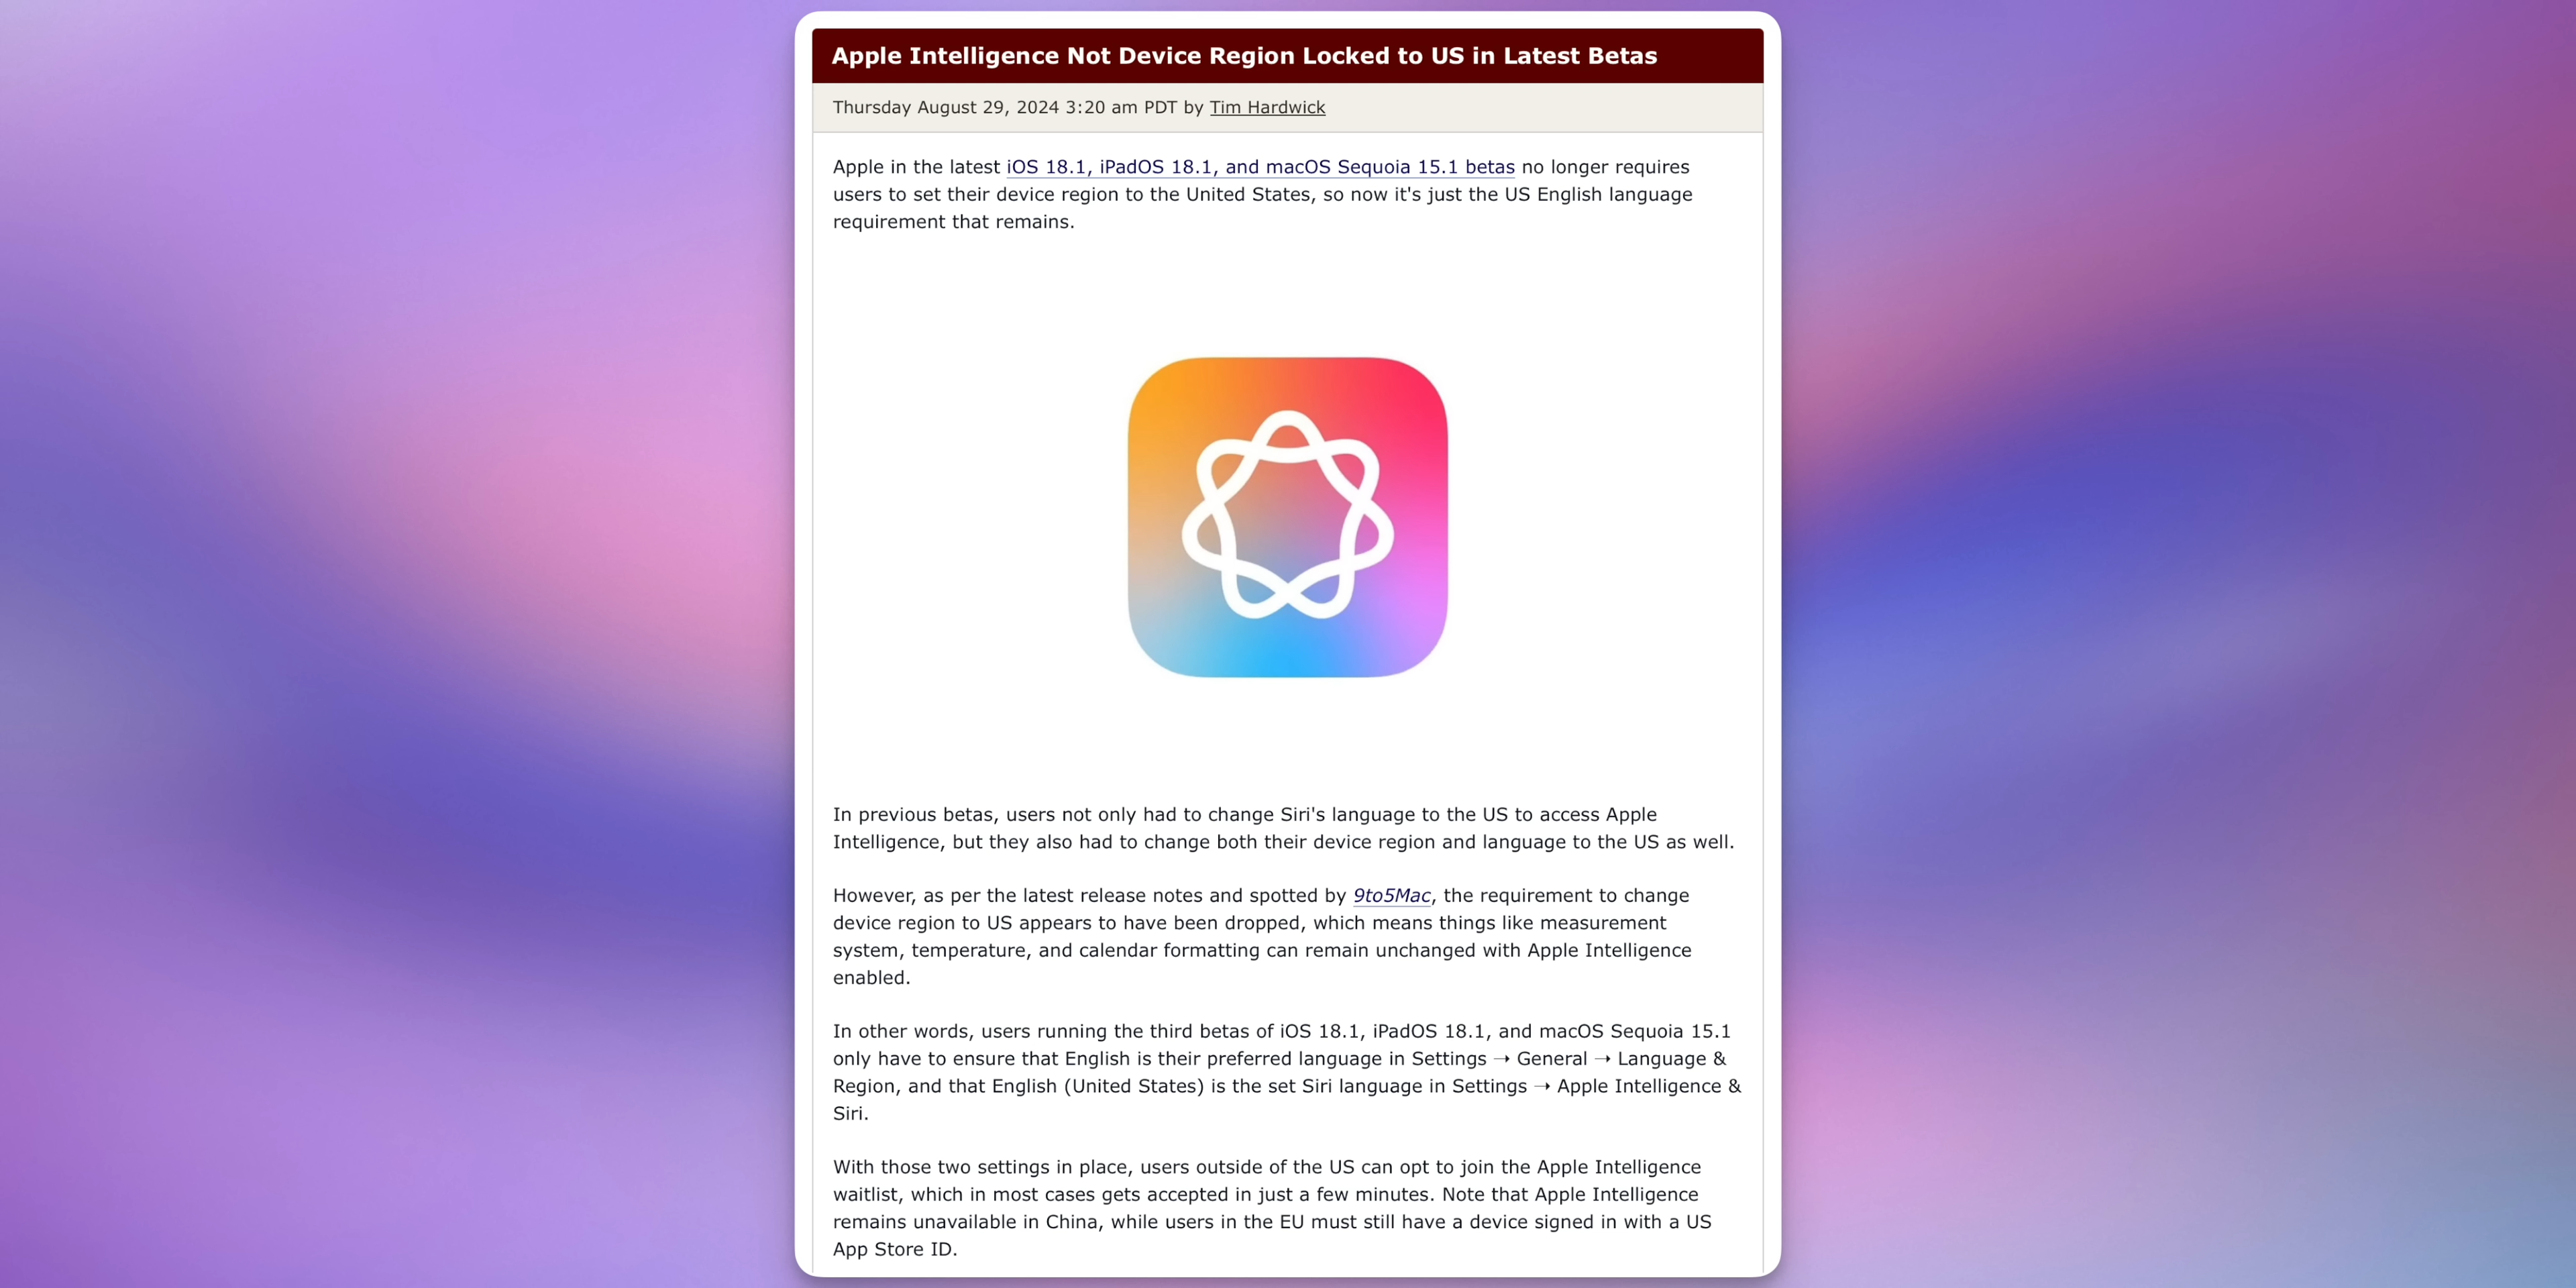 Apple Intelligence Not Device Region Locked to US in Latest Betas
Thursday August 29, 2024 3:20 am PDT by Tim Hardwick
Apple in the latest iOS 18.1, iPadOS 18.1, and macOS Sequoia 15.1 betas no longer requires
users to set their device region to the United States, so now it's just the US English language
requirement that remains.
In previous betas, users not only had to change Siri's language to the US to access Apple
Intelligence, but they also had to change both their device region and language to the US as well.
However, as per the latest release notes and spotted by 9to5Mac, the requirement to change
device region to US appears to have been dropped, which means things like measurement
system, temperature, and calendar formatting can remain unchanged with Apple Intelligence
enabled.
In other words, users running the third betas of iOS 18.1, iPadOS 18.1, and macOS Sequoia 15.1
only have to ensure that English is their preferred language in Settings → General → Language &
Region, and that English (United States) is the set Siri language in Settings → Apple Intelligence &
Siri.
With those two settings in place, users outside of the US can opt to join the Apple Intelligence
waitlist, which in most cases gets accepted in just a few minutes. Note that Apple Intelligence
remains unavailable in China, while users in the EU must still have a device signed in with a US
App Store ID.